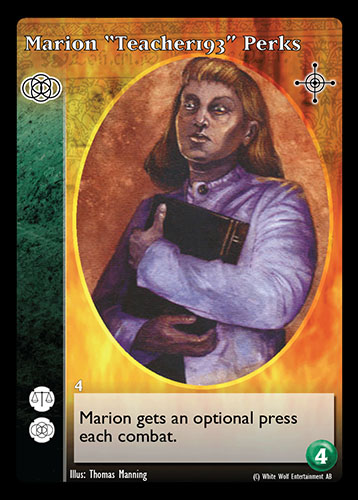 Marion "Teacher193" Perks
4
Marion gets an optional press
each combat.
4
Illus: Thomas Manning
(C) White Wolf Entertainment AB